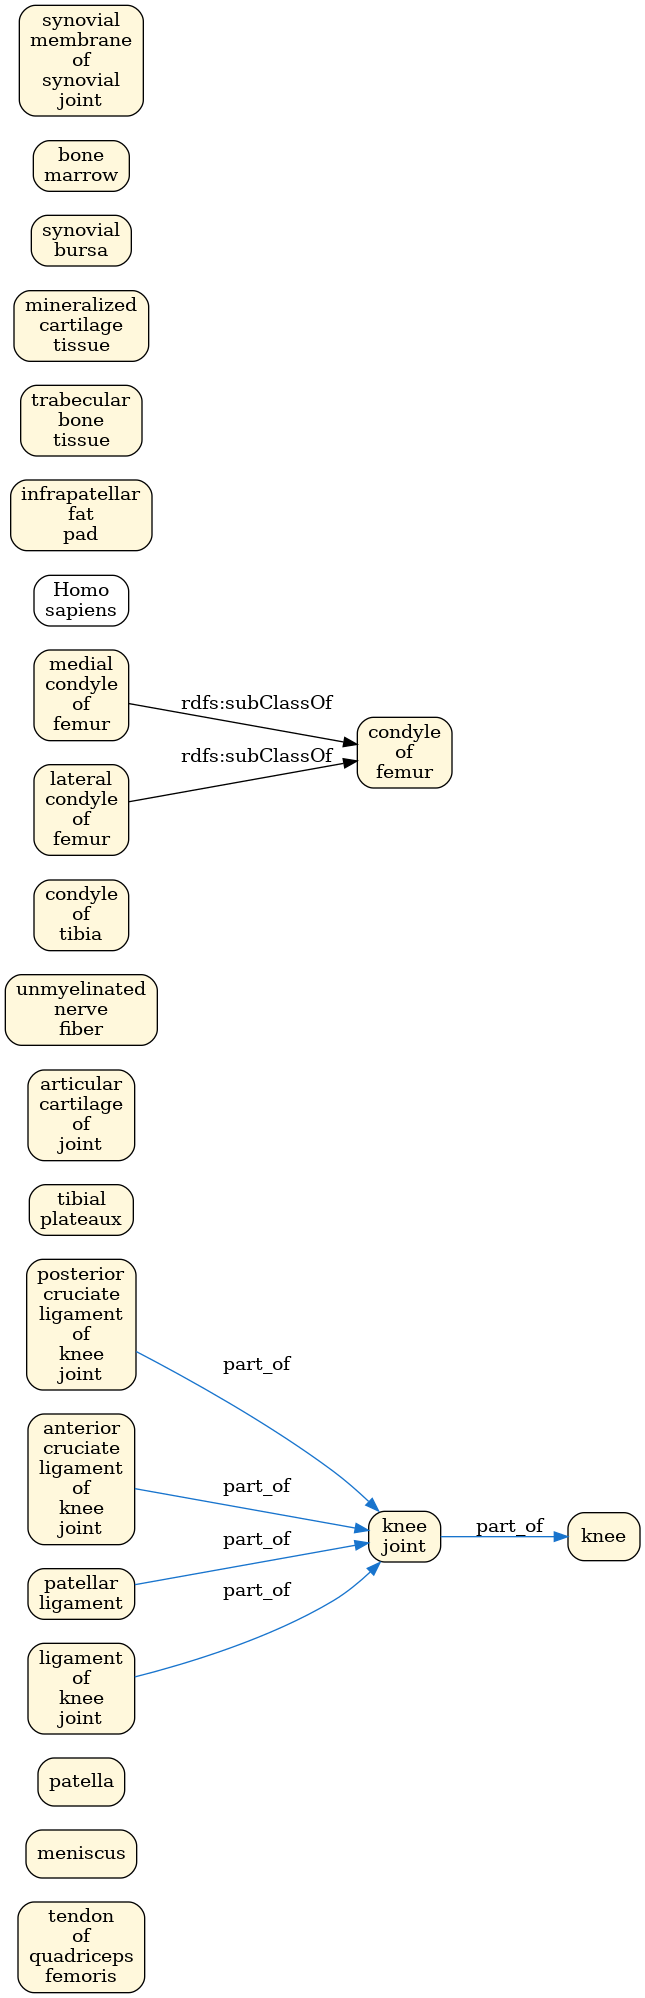 synovial
membrane
of
synovial
joint
bone
marrow
synovial
bursa
mineralized
cartilage
tissue
trabecular
bone
tissue
infrapatellar
fat
pad
Homo
sapiens
medial
condyle
of
femur
rdfs:subClassOf
rdfs:subClassOf
condyle
of
femur
lateral
condyle
of
femur
condyle
of
tibia
unmyelinated
nerve
fiber
articular
cartilage
of
joint
tibial
plateaux
posterior
cruciate
ligament
of
knee
joint
part_of
anterior
cruciate
ligament
of
knee
joint
part_of
part_of
knee
joint
part_of
knee
patellar
ligament
part_of
ligament
of
knee
joint
patella
meniscus
tendon
of
quadriceps
femoris